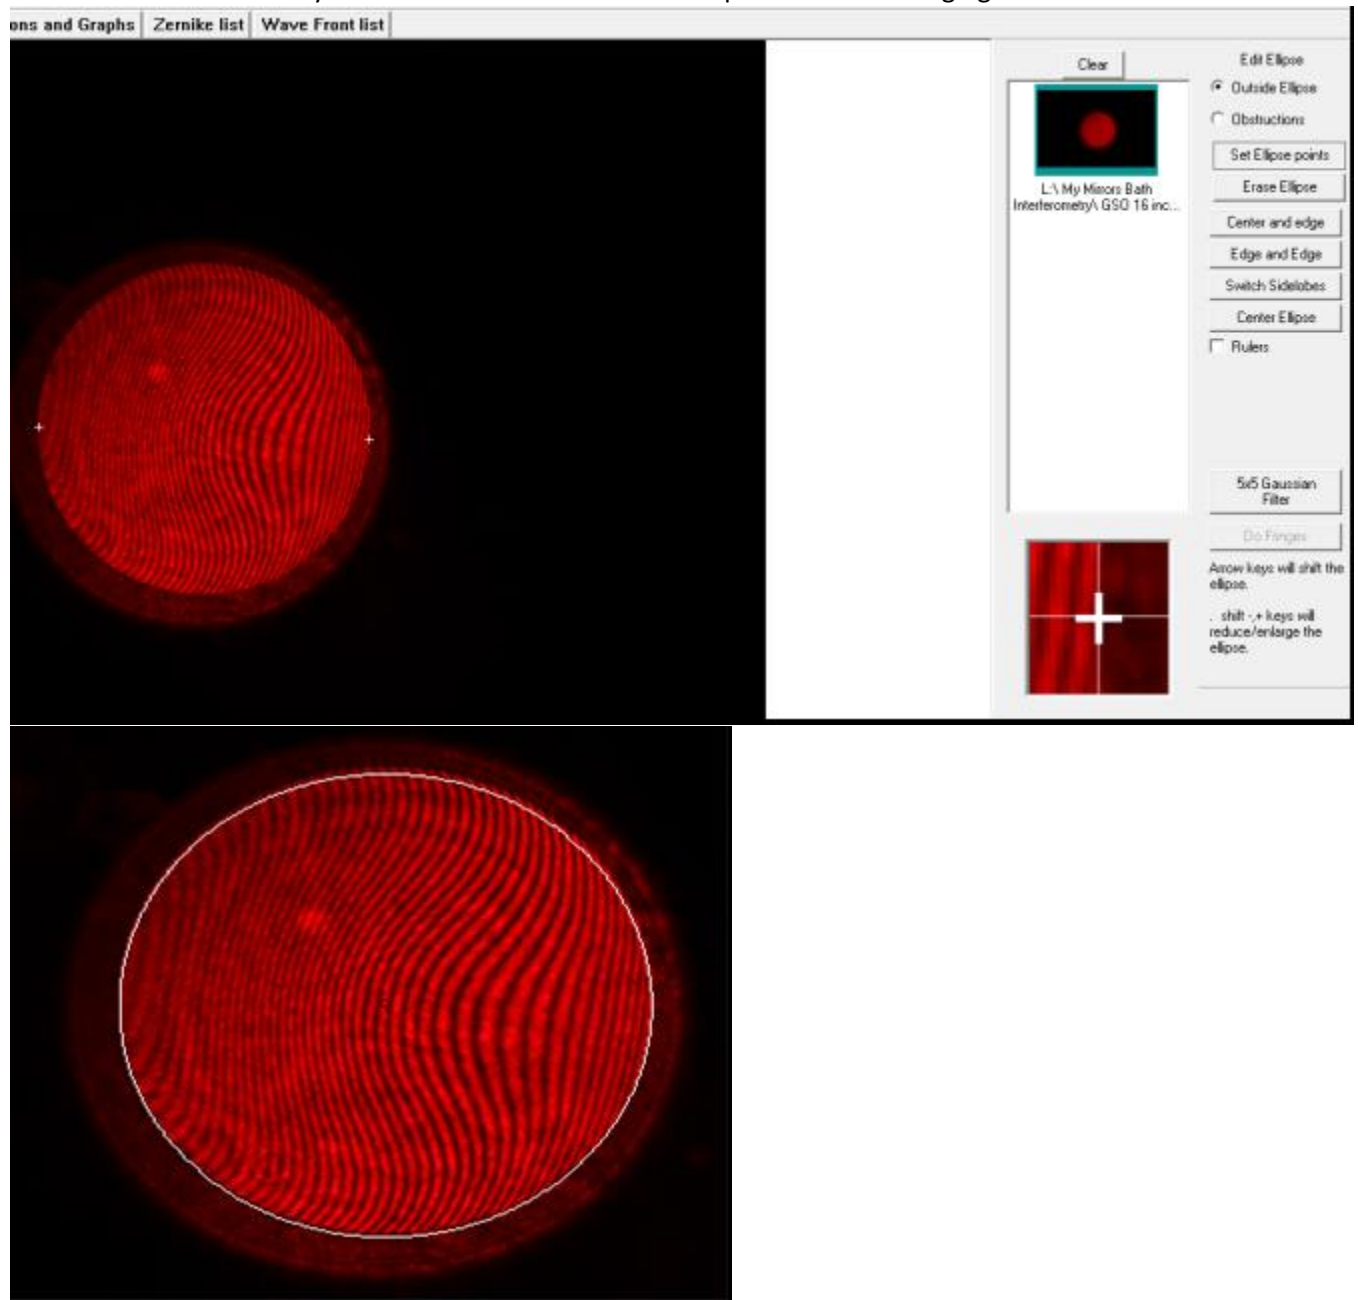 ons and Graphs
Zernike list
Wave Front list
Clear
L:\ My Mirrors Bath
Interferometry\ GSO 16 inc...
Edit Ellipse
Outside Ellipse
Obstructions
Set Ellipse points
Erase Ellipse
Center and edge
Edge and Edge
Switch Sidelobes
Center Ellipse
Rulers
5x5 Gaussian
Filter
Do Fringes
Arrow keys will shift the
ellipse.
. shift -,+ keys will
reduce/enlarge the
ellipse.